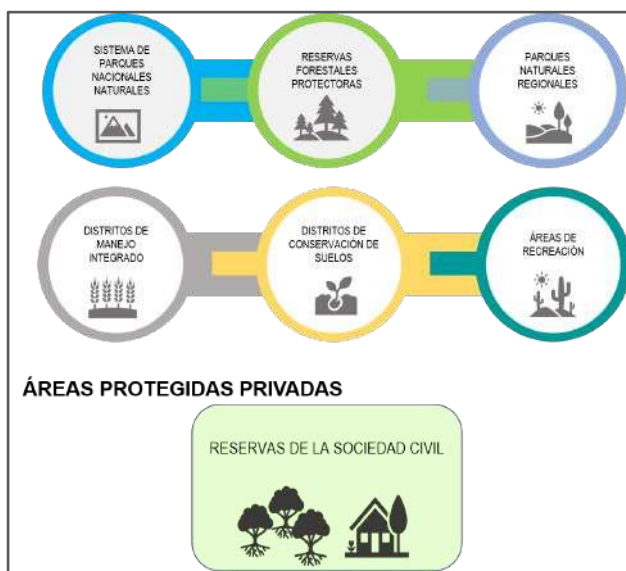 SISTEMA DE
PARQUES
NACIONALES
NATURALES
RESERVAS
FORESTALES
PROTECTORAS
PARQUES
NATURALES
REGIONALES
DISTRITOS DE
MANEJO
INTEGRADO
DISTRITOS DE
CONSERVACIÓN DE
SUELOS
ÁREAS DE
RECREACIÓN
ÁREAS PROTEGIDAS PRIVADAS
RESERVAS DE LA SOCIEDAD CIVIL